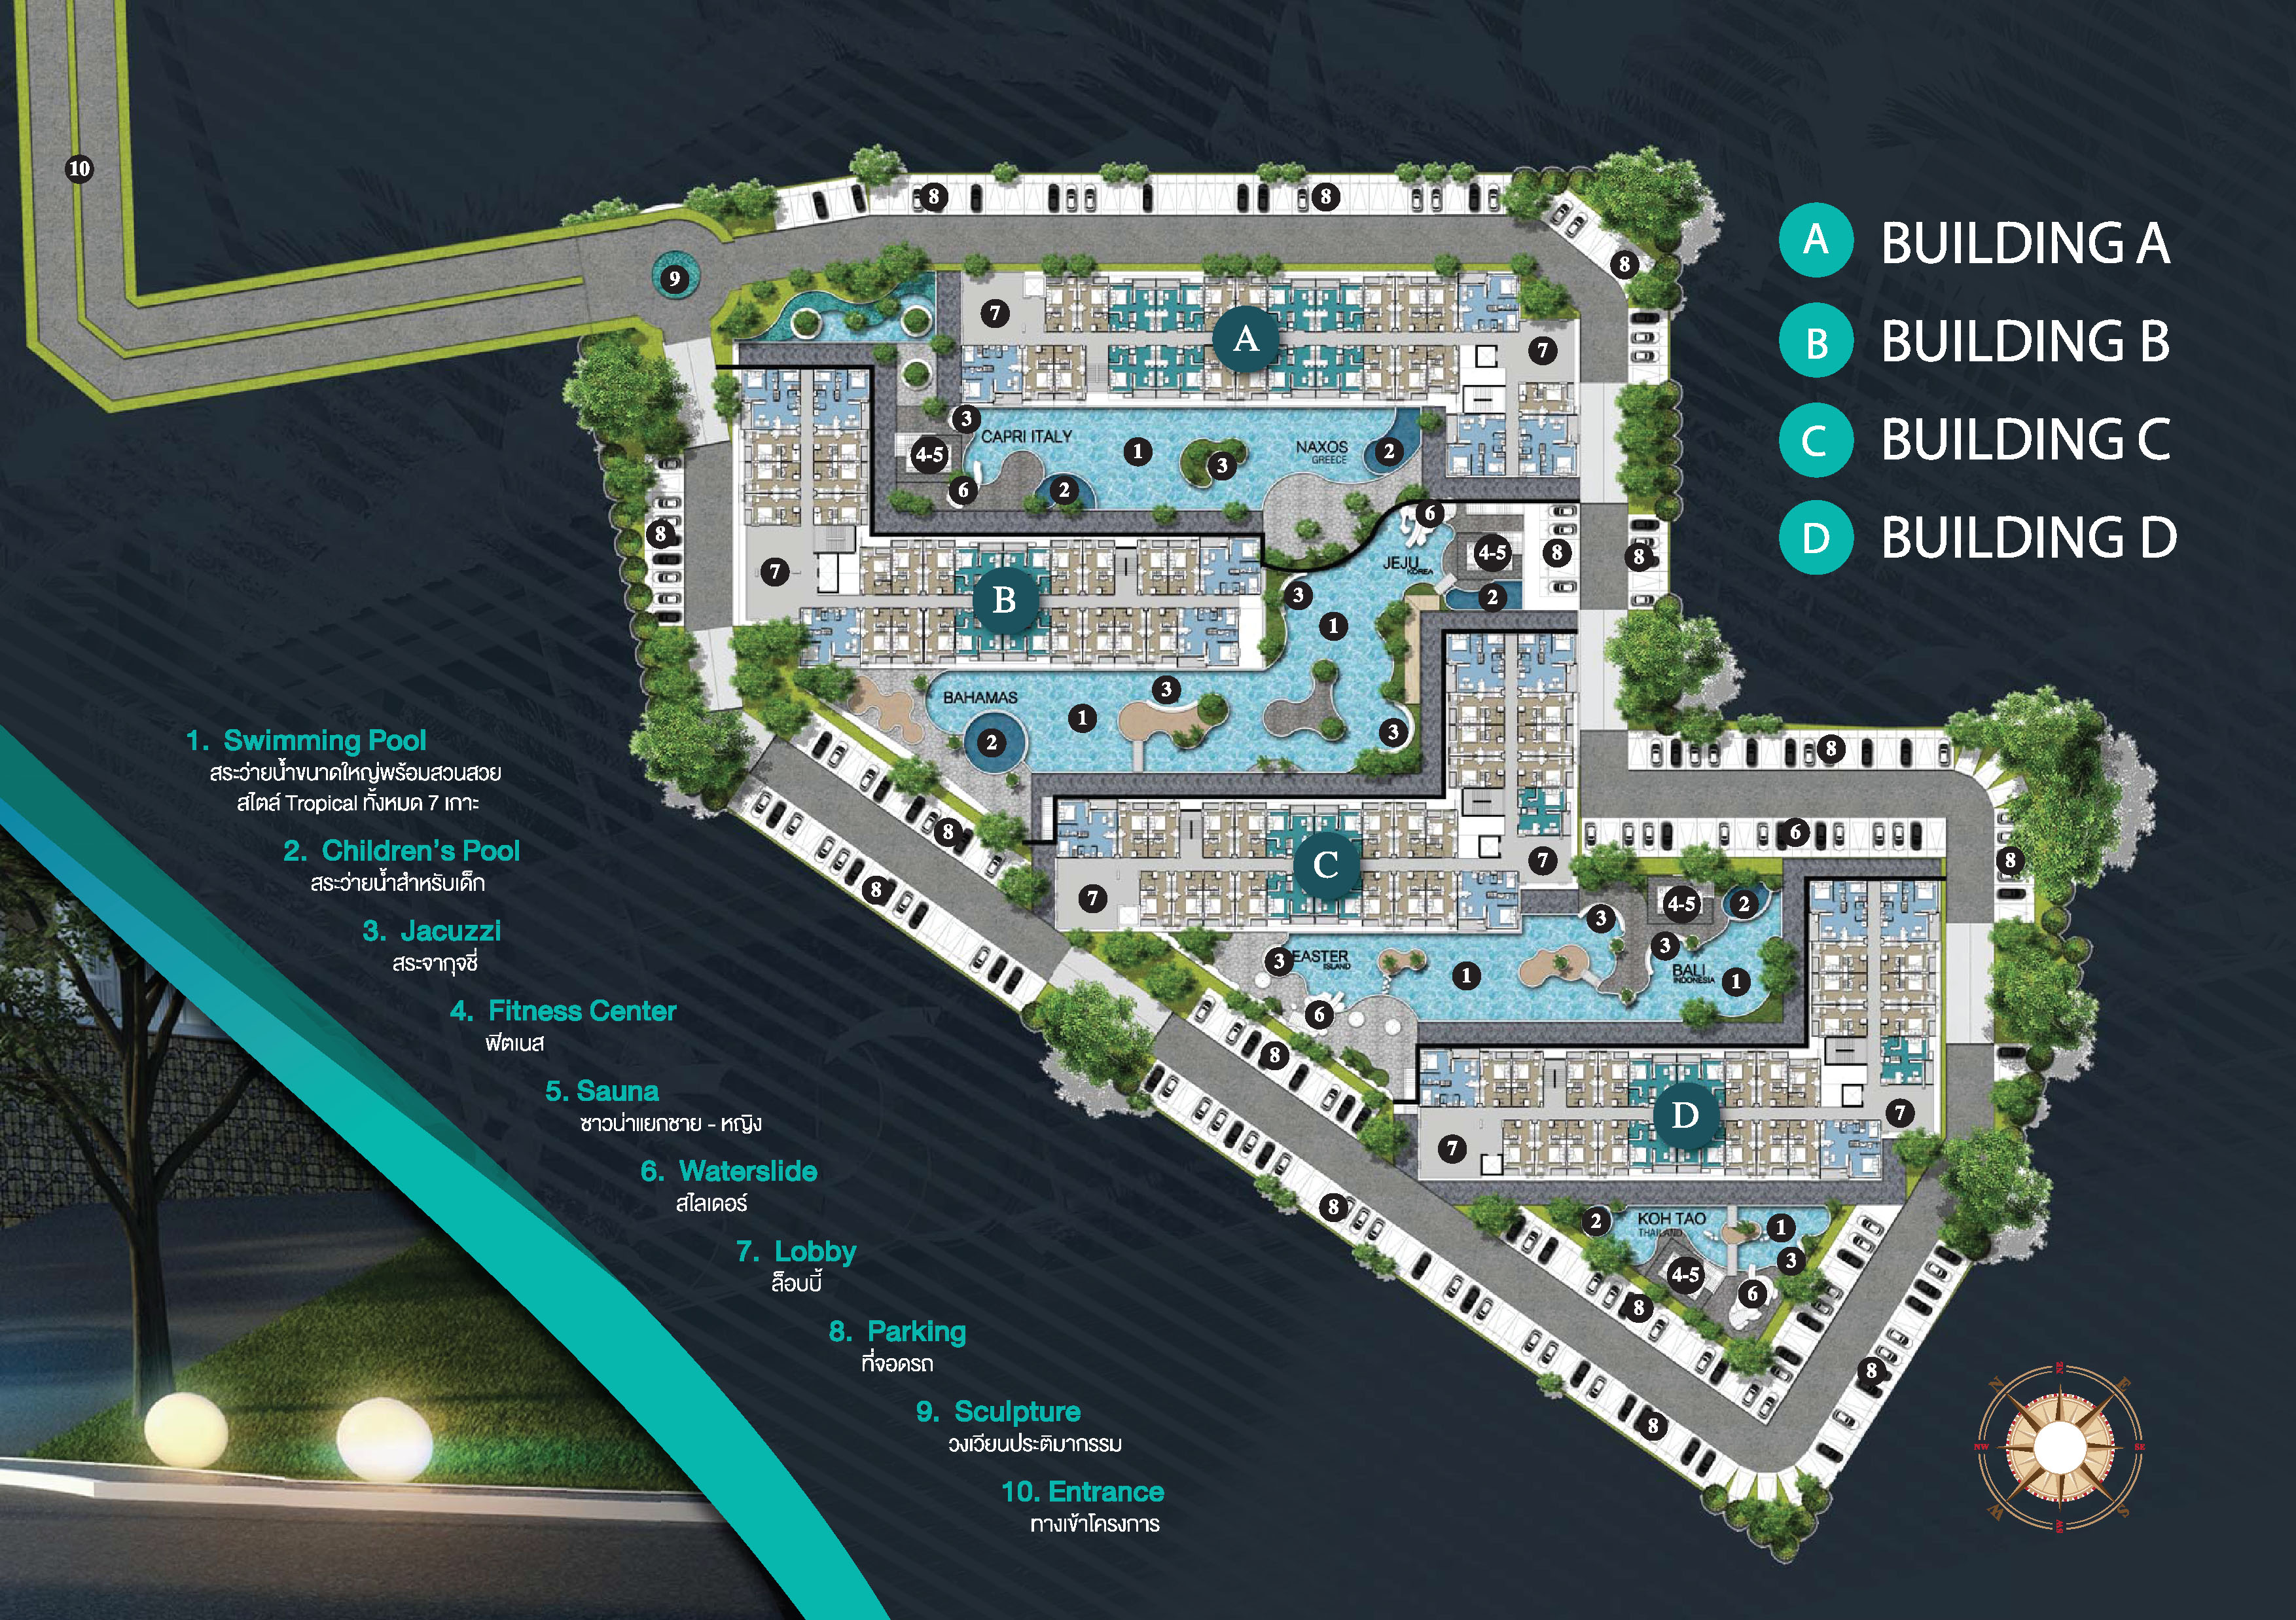 10
8
8
8
9
7
7
A
A BUILDING A
B BUILDING B
C BUILDING C
D BUILDING D
3
CAPRI ITALY
4-5
1
3
NAXOS
GREECE
2
6
2
8
7
B
6
JEJU
KOREA
4-5
8
8
3
2
1
BAHAMAS
3
1
2
3
8
8
8
6
8
C
7
7
3
4-5
2
3
EASTER
ISLAND
3
1
BALI
INDONESIA
1
6
8
D
7
7
8
2
KOH TAO
THAILAND
1
3
4-5
6
8
8
8
1. Swimming Pool
สระว่ายน้ำขนาดใหญ่พร้อมสวนสวย
สไตล์ Tropical ทั้งหมด 7 เกาะ
2. Children's Pool
สระว่ายน้ำสำหรับเด็ก
3. Jacuzzi
สระจากุจชี่
4. Fitness Center
ฟิตเนส
5. Sauna
ซาวน่าแยกชาย - หญิง
6. Waterslide
สไลเดอร์
7. Lobby
ล็อบบี้
8. Parking
ที่จอดรถ
9. Sculpture
วงเวียนประติมากรรม
10. Entrance
ทางเข้าโครงการ
N
NE
E
NW
SE
W
SW
S